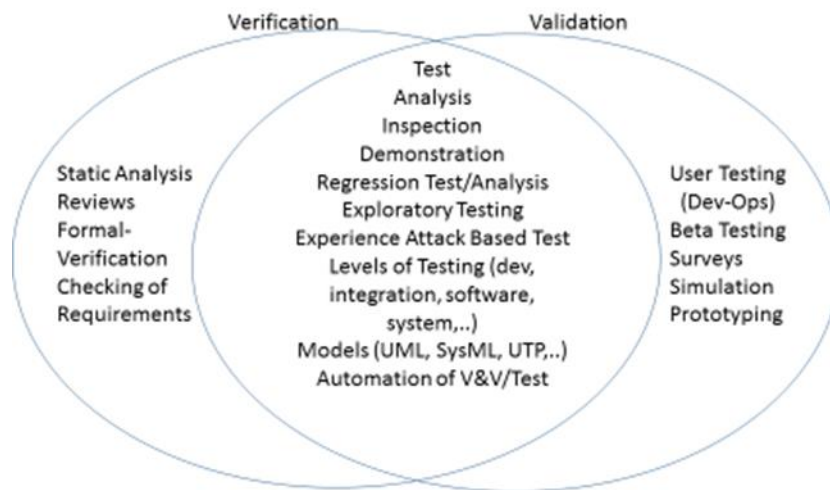 Verification
Validation
Static Analysis
Reviews
Formal-
Verification
Checking of
Requirements
Test
Analysis
Inspection
Demonstration
Regression Test/Analysis
Exploratory Testing
Experience Attack Based Test
Levels of Testing (dev,
integration, software,
system,..)
Models (UML, SysML, UTP,..)
Automation of V&V/Test
User Testing
(Dev-Ops)
Beta Testing
Surveys
Simulation
Prototyping